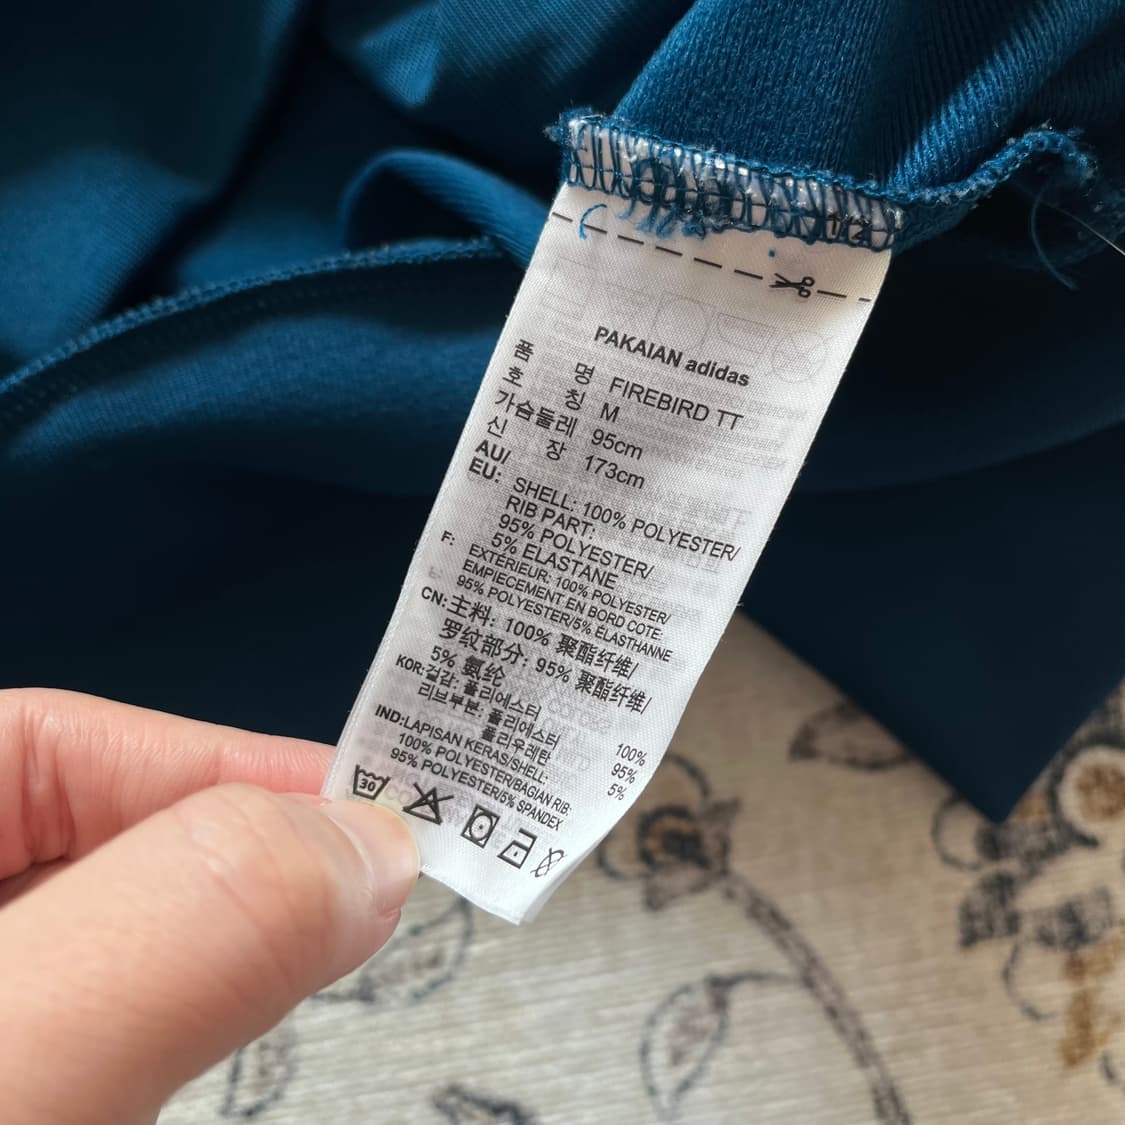 1/2
PAKAIAN adidas
품 명 FIREBIRD TT
호 칭 M
가슴둘레 95cm
신 장 173cm
AU/
EU: SHELL: 100% POLYESTER/
RIB PART:
95% POLYESTER/
5% ELASTANE
F: EXTÉRIEUR: 100% POLYESTER/
EMPIECEMENT EN BORD COTE:
95% POLYESTER/5% ÉLASTHANNE
CN:主料: 100% 聚酯纤维/
罗纹部分: 95% 聚酯纤维/
5% 氨纶
KOR:겉감: 폴리에스터 100%
리브부분: 폴리에스터 95%
폴리우레탄 5%
IND:LAPISAN KERAS/SHELL:
100% POLYESTER/BAGIAN RIB:
95% POLYESTER/5% SPANDEX
30